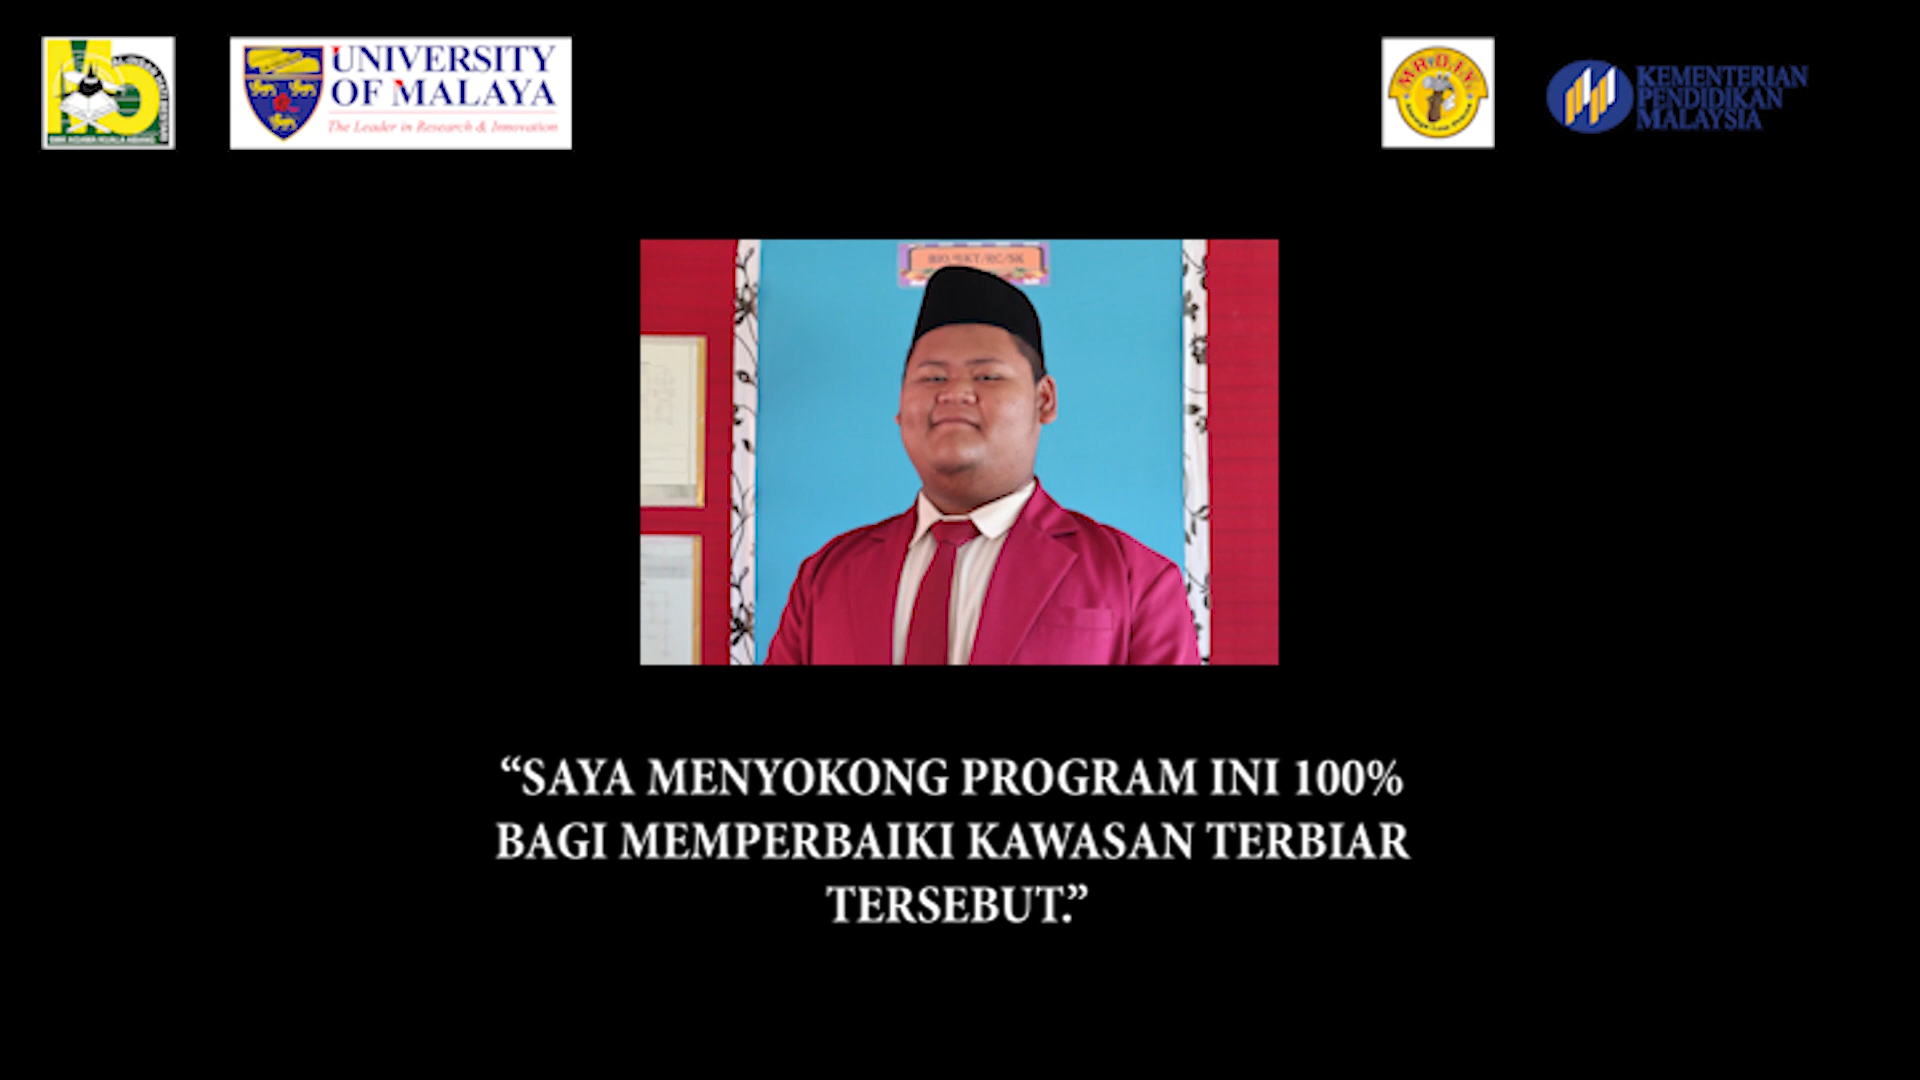 UNIVERSITY
OF MALAYA
The Leader in Research & Innovation
MR.D.I.Y.
KEMENTERIAN
PENDIDIKAN
MALAYSIA
“SAYA MENYOKONG PROGRAM INI 100%
BAGI MEMPERBAIKI KAWASAN TERBIAR
TERSEBUT.”